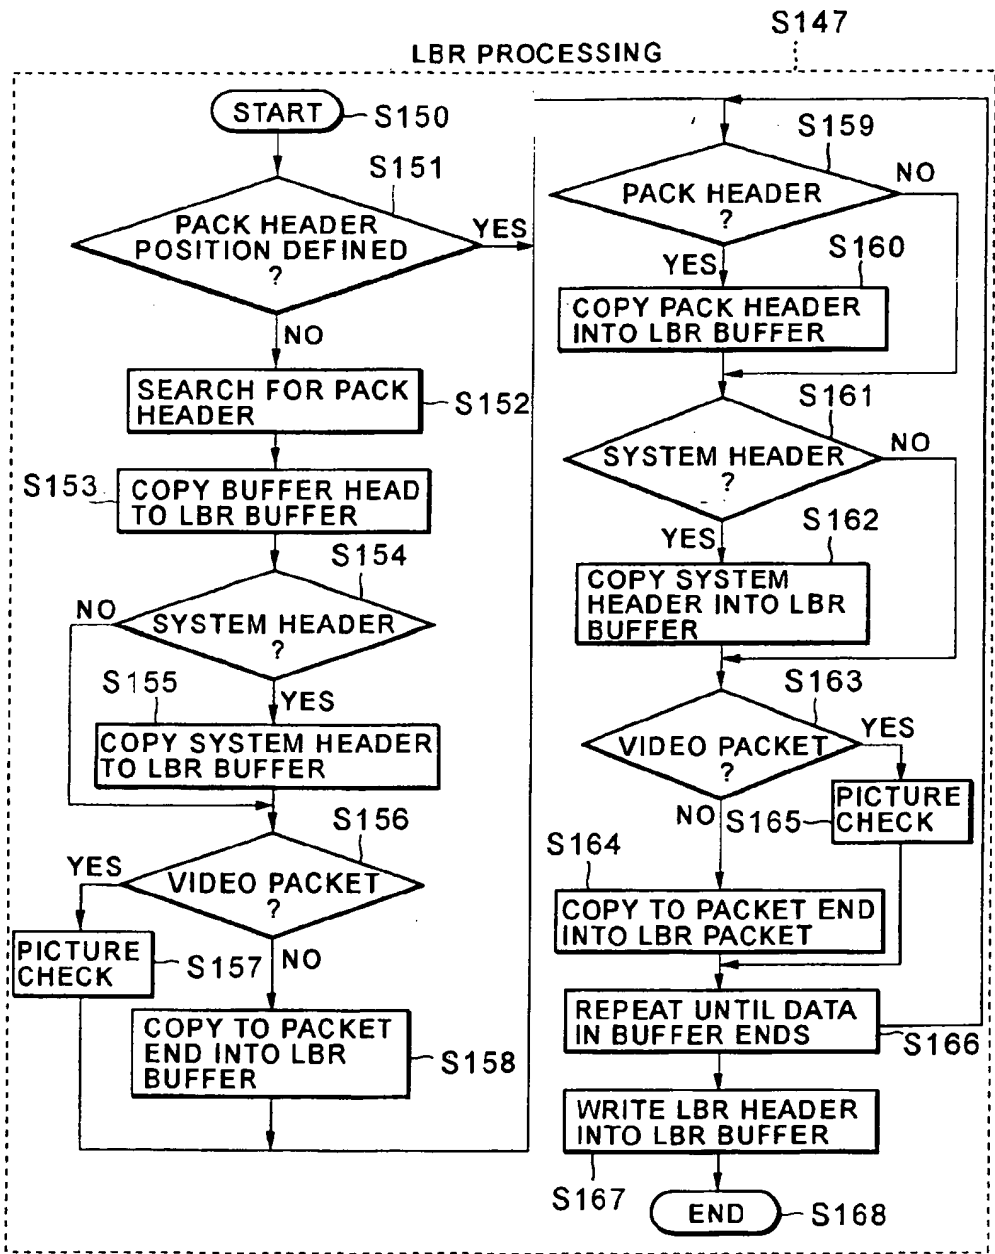 S147
LBR PROCESSING
START
S150
S151
PACK HEADER
POSITION DEFINED
?
YES
NO
SEARCH FOR PACK
HEADER
S152
S153
COPY BUFFER HEAD
TO LBR BUFFER
S154
NO
SYSTEM HEADER
?
S155
YES
COPY SYSTEM HEADER
TO LBR BUFFER
S156
YES
VIDEO PACKET
?
PICTURE
CHECK
S157
NO
COPY TO PACKET
END INTO LBR
BUFFER
S158
S159
NO
PACK HEADER
?
YES
S160
COPY PACK HEADER
INTO LBR BUFFER
S161
NO
SYSTEM HEADER
?
YES
S162
COPY SYSTEM
HEADER INTO LBR
BUFFER
S163
YES
VIDEO PACKET
?
NO
S165
PICTURE
CHECK
S164
COPY TO PACKET END
INTO LBR PACKET
REPEAT UNTIL DATA
IN BUFFER ENDS
S166
WRITE LBR HEADER
INTO LBR BUFFER
S167
END
S168